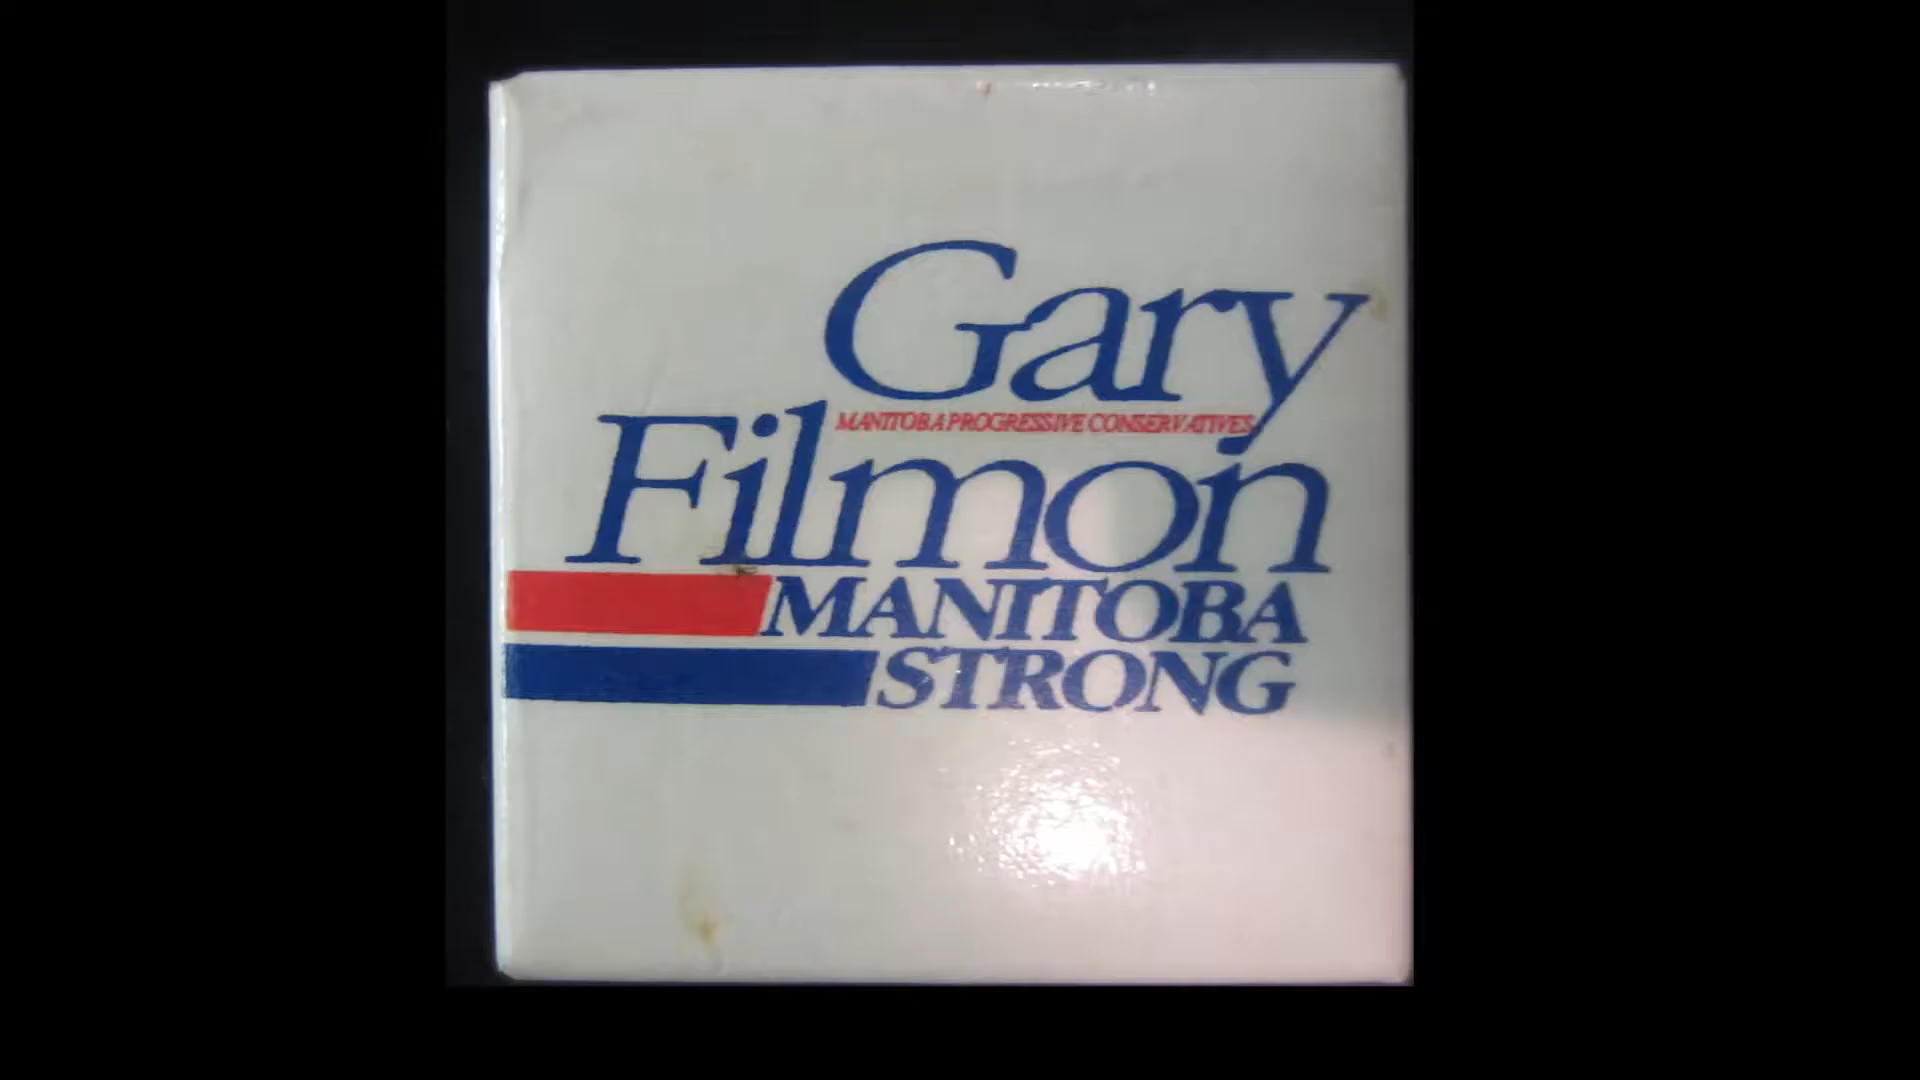 Gary
MANITOBA PROGRESSIVE CONSERVATIVES
Filmon
MANITOBA
STRONG